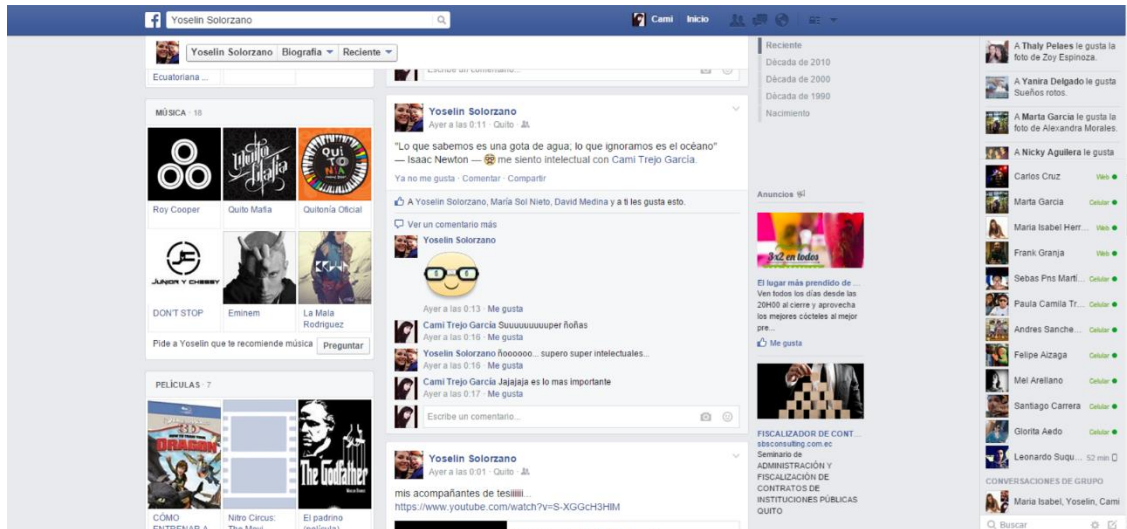 Yoselin Solorzano
Cami Inicio
Yoselin Solorzano Biografía Reciente
Ecuatoriana ...
MÚSICA · 18
Roy Cooper
Quito Mafia
Quitonía Oficial
QUI
TO
NIA
JUNIOR Y CHEBBY
DON'T STOP
Eminem
La Mala
Rodriguez
Pide a Yoselin que te recomiende música Preguntar
PELÍCULAS · 7
DRAGON
The Godfather
CÓMO
ENTRENAR A
Nitro Circus:
The Movi
El padrino
(película)
Escribe un comentario...
Yoselin Solorzano
Ayer a las 0:11 · Quito
"Lo que sabemos es una gota de agua; lo que ignoramos es el océano"
— Isaac Newton — me siento intelectual con Cami Trejo García.
Ya no me gusta · Comentar · Compartir
A Yoselin Solorzano, María Sol Nieto, David Medina y a ti les gusta esto.
Ver un comentario más
Yoselin Solorzano
Ayer a las 0:13 · Me gusta
Cami Trejo García Suuuuuuuuuper ñoñas
Ayer a las 0:16 · Me gusta
Yoselin Solorzano ñoooooo... supero super intelectuales...
Ayer a las 0:16 · Me gusta
Cami Trejo García Jajajaja es lo mas importante
Ayer a las 0:17 · Me gusta
Escribe un comentario...
Yoselin Solorzano
Ayer a las 0:01 · Quito
mis acompañantes de tesiiiiii...
https://www.youtube.com/watch?v=S-XGGcH3HlM
Reciente
Década de 2010
Década de 2000
Década de 1990
Nacimiento
Anuncios
3x2 en todos
El lugar más prendido de ...
Ven todos los días desde las
20H00 al cierre y aprovecha
los mejores cócteles al mejor
pre...
Me gusta
FISCALIZADOR DE CONT...
sbsconsulting.com.ec
Seminario de
ADMINISTRACIÓN Y
FISCALIZACIÓN DE
CONTRATOS DE
INSTITUCIONES PÚBLICAS
QUITO
A Thaly Pelaes le gusta la
foto de Zoy Espinoza.
A Yanira Delgado le gusta
Sueños rotos.
A Marta Garcia le gusta la
foto de Alexandra Morales.
A Nicky Aguilera le gusta
Carlos Cruz Web
Marta Garcia Celular
Maria Isabel Herr... Web
Frank Granja Web
Sebas Pns Martí... Celular
Paula Camila Tr... Celular
Andres Sanche... Celular
Felipe Aizaga Celular
Mel Arellano Celular
Santiago Carrera Celular
Glorita Aedo Celular
Leonardo Suqu... 52 min
CONVERSACIONES DE GRUPO
Maria Isabel, Yoselin, Cami
Buscar